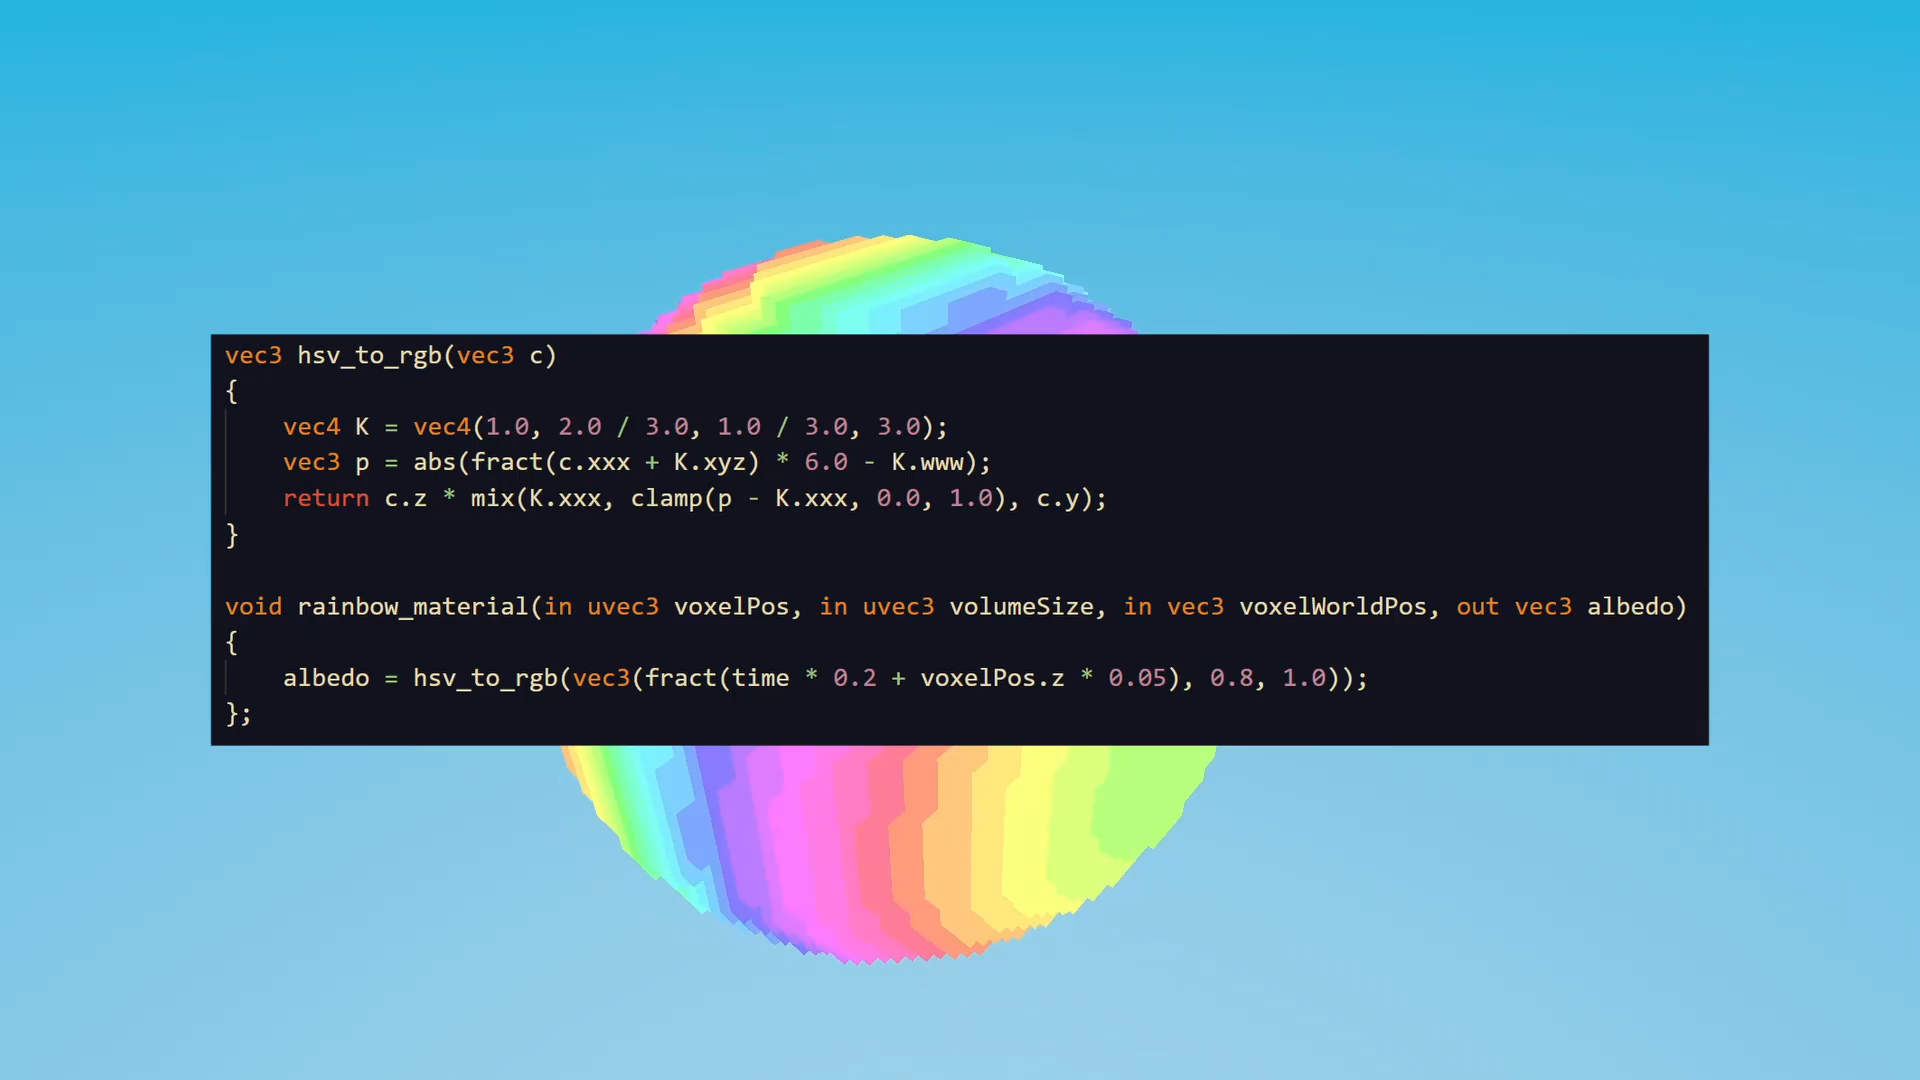 vec3 hsv_to_rgb(vec3 c)
{
    vec4 K = vec4(1.0, 2.0 / 3.0, 1.0 / 3.0, 3.0);
    vec3 p = abs(fract(c.xxx + K.xyz) * 6.0 - K.www);
    return c.z * mix(K.xxx, clamp(p - K.xxx, 0.0, 1.0), c.y);
}

void rainbow_material(in uvec3 voxelPos, in uvec3 volumeSize, in vec3 voxelWorldPos, out vec3 albedo)
{
    albedo = hsv_to_rgb(vec3(fract(time * 0.2 + voxelPos.z * 0.05), 0.8, 1.0));
};